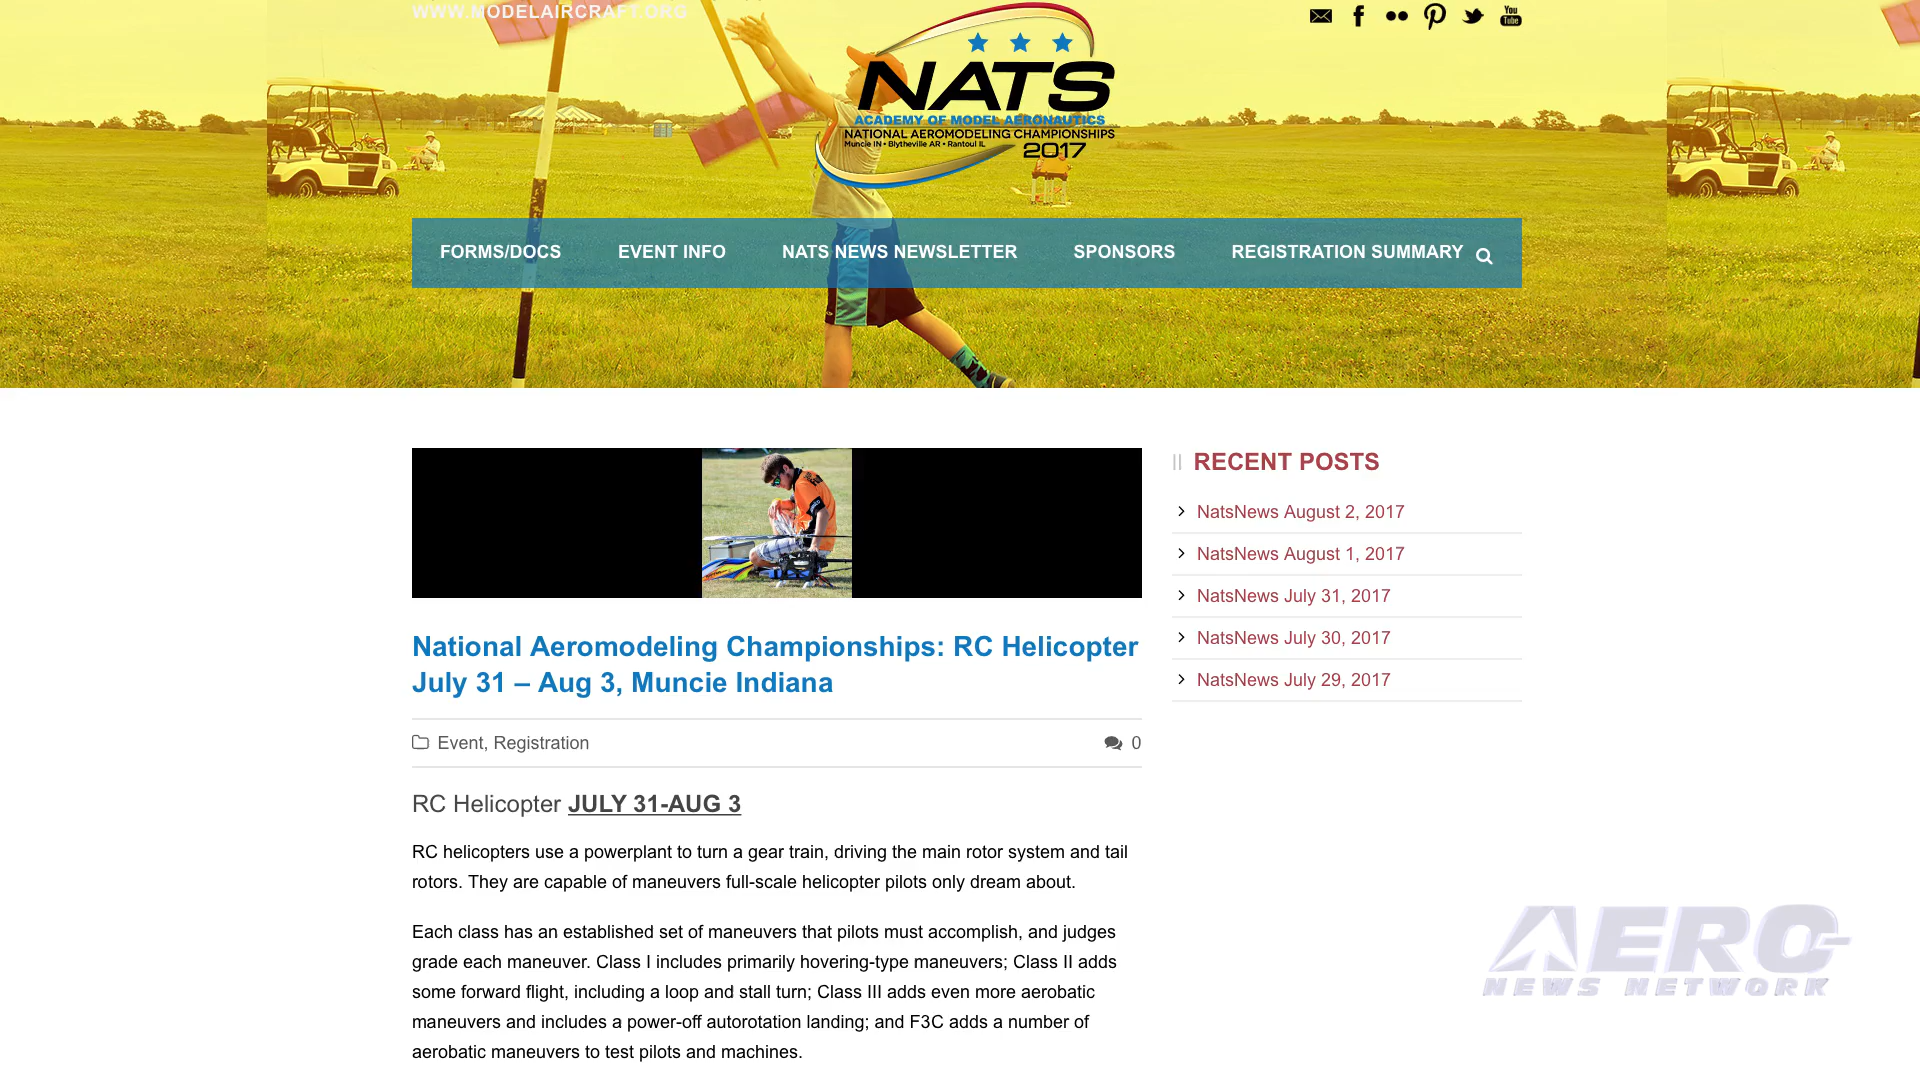 WWW.MODELAIRCRAFT.ORG
You
Tube
NATS
ACADEMY OF MODEL AERONAUTICS
NATIONAL AEROMODELING CHAMPIONSHIPS
Muncie IN • Blytheville AR • Rantoul IL
2017
FORMS/DOCS EVENT INFO NATS NEWS NEWSLETTER SPONSORS REGISTRATION SUMMARY
RECENT POSTS
NatsNews August 2, 2017
NatsNews August 1, 2017
NatsNews July 31, 2017
NatsNews July 30, 2017
NatsNews July 29, 2017
National Aeromodeling Championships: RC Helicopter
July 31 – Aug 3, Muncie Indiana
Event, Registration 0
RC Helicopter JULY 31-AUG 3
RC helicopters use a powerplant to turn a gear train, driving the main rotor system and tail
rotors. They are capable of maneuvers full-scale helicopter pilots only dream about.
Each class has an established set of maneuvers that pilots must accomplish, and judges
grade each maneuver. Class I includes primarily hovering-type maneuvers; Class II adds
some forward flight, including a loop and stall turn; Class III adds even more aerobatic
maneuvers and includes a power-off autorotation landing; and F3C adds a number of
aerobatic maneuvers to test pilots and machines.
AERO-
NEWS NETWORK